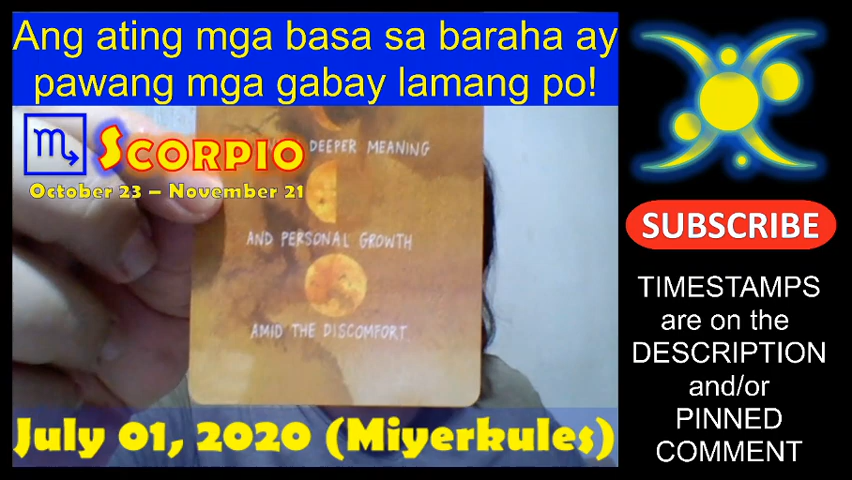 Ang ating mga basa sa baraha ay
pawang mga gabay lamang po!
SCORPIO
October 23 – November 21
DEEPER MEANING
AND PERSONAL GROWTH
AMID THE DISCOMFORT
July 01, 2020 (Miyerkules)
SUBSCRIBE
TIMESTAMPS
are on the
DESCRIPTION
and/or
PINNED
COMMENT